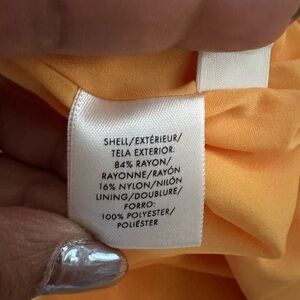 SHELL/EXTÉRIEUR/
TELA EXTERIOR:
84% RAYON/
RAYONNE/RAYÓN
16% NYLON/NILÓN
LINING/DOUBLURE/
FORRO:
100% POLYESTER/
POLIÉSTER